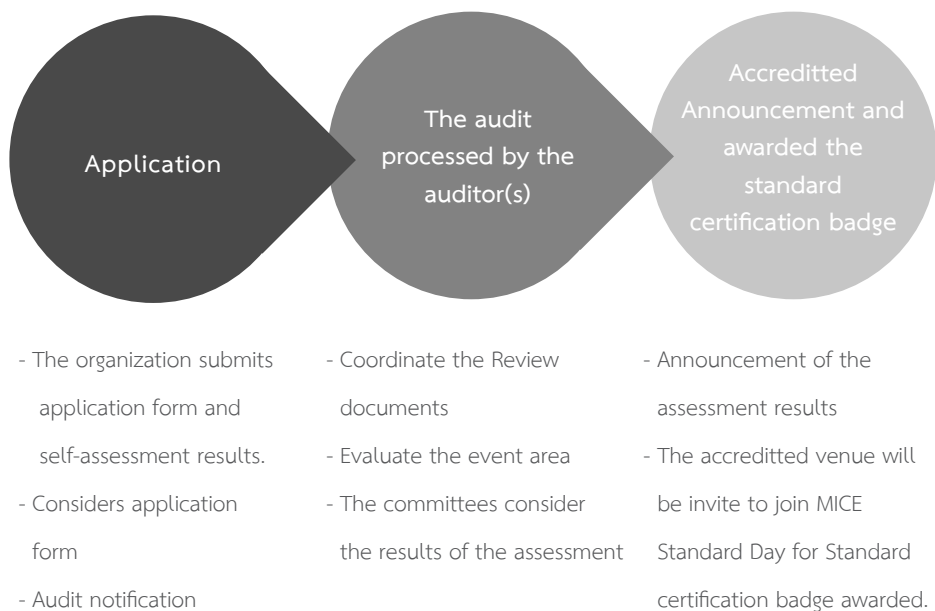 Application
The audit
processed by the
auditor(s)
Accreditted
Announcement and
awarded the
standard
certification badge
- The organization submits
application form and
self-assessment results.
- Considers application
form
- Audit notification
- Coordinate the Review
documents
- Evaluate the event area
- The committees consider
the results of the assessment
- Announcement of the
assessment results
- The accreditted venue will
be invite to join MICE
Standard Day for Standard
certification badge awarded.